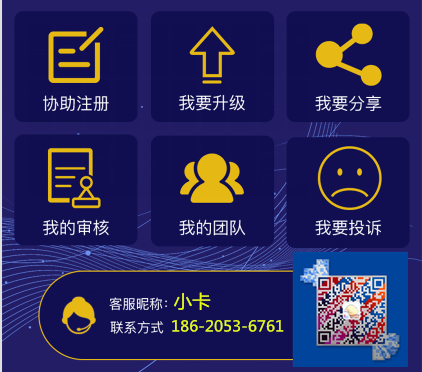 协助注册
我要升级
我要分享
我的审核
我的团队
我要投诉
客服昵称:小卡
联系方式 186-2053-6761